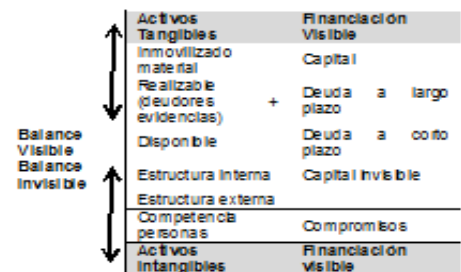 Activos Financiación
Tangibles Visible
Inmovilizado
material Capital
Realizable
(deudores + Deuda a largo
evidencias) plazo
Disponible Deuda a corto
plazo
Balance
Visible
Balance
Invisible
Estructura Interna Capital Invisible
Estructura externa
Competencia
personas Compromisos
Activos Financiación
Intangibles visible